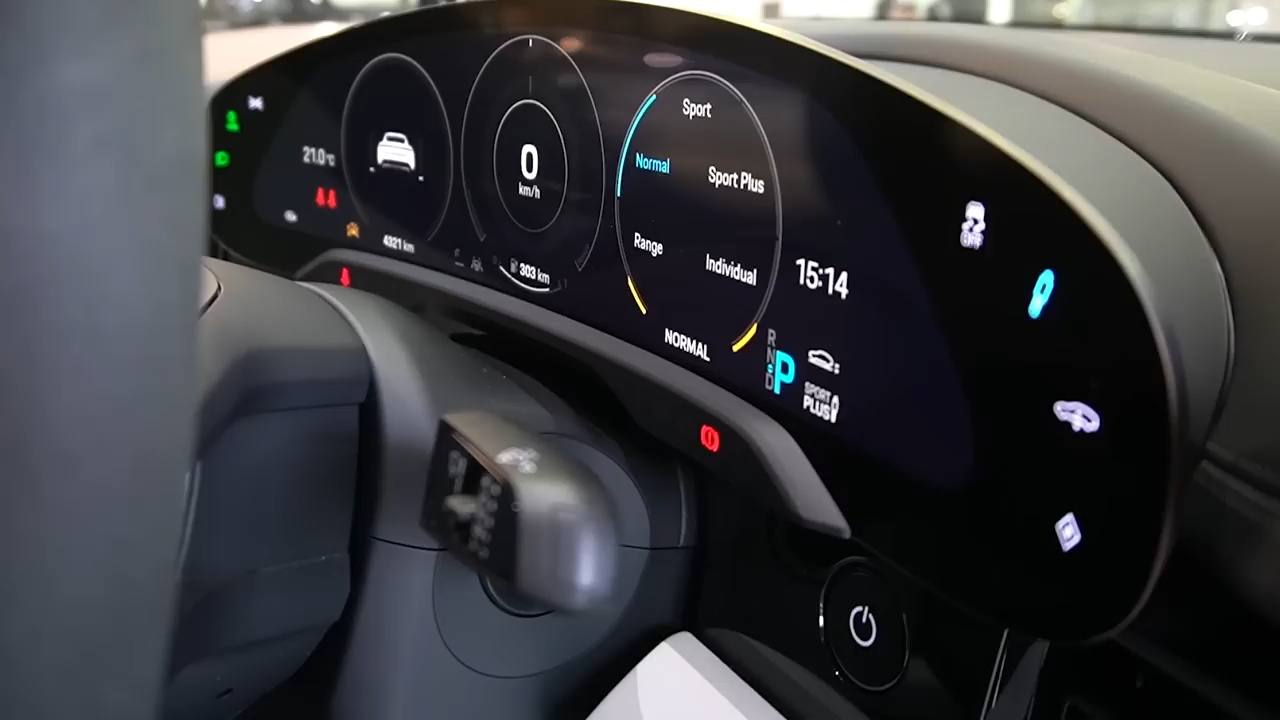 21.0°c
4321 km
0
km/h
303 km
Sport
Normal
Sport Plus
Range
Individual
NORMAL
15:14
R
N
D
P
SPORT
PLUS